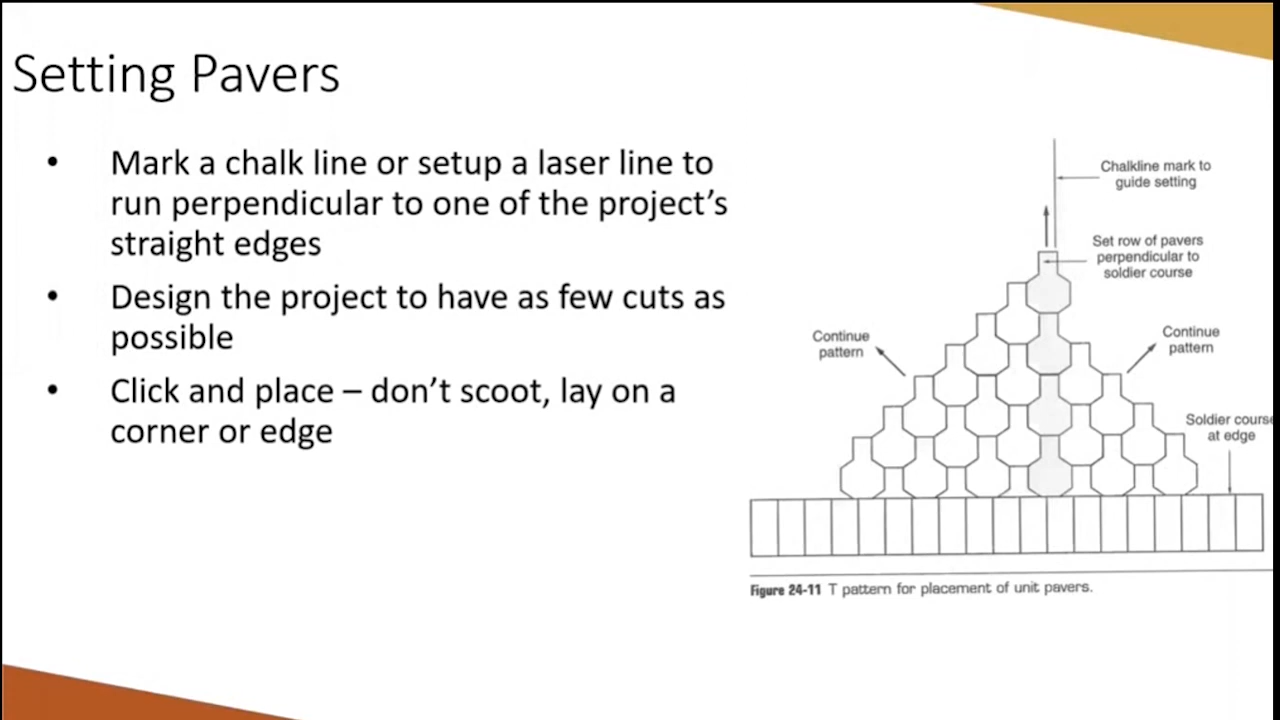 Setting Pavers
• Mark a chalk line or setup a laser line to
run perpendicular to one of the project's
straight edges
• Design the project to have as few cuts as
possible
• Click and place – don't scoot, lay on a
corner or edge
Chalkline mark to
guide setting
Set row of pavers
perpendicular to
soldier course
Continue
pattern
Continue
pattern
Soldier course
at edge
Figure 24-11 T pattern for placement of unit pavers.